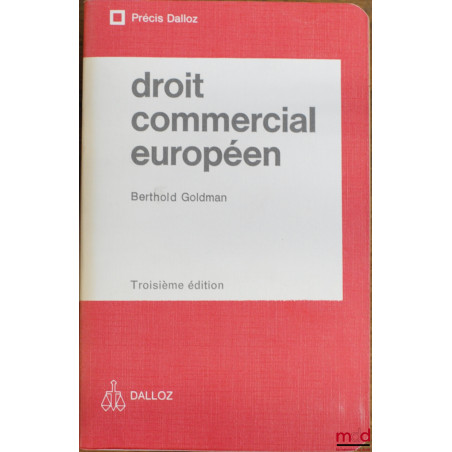 Précis Dalloz
droit
commercial
européen
Berthold Goldman
Troisième édition
DALLOZ